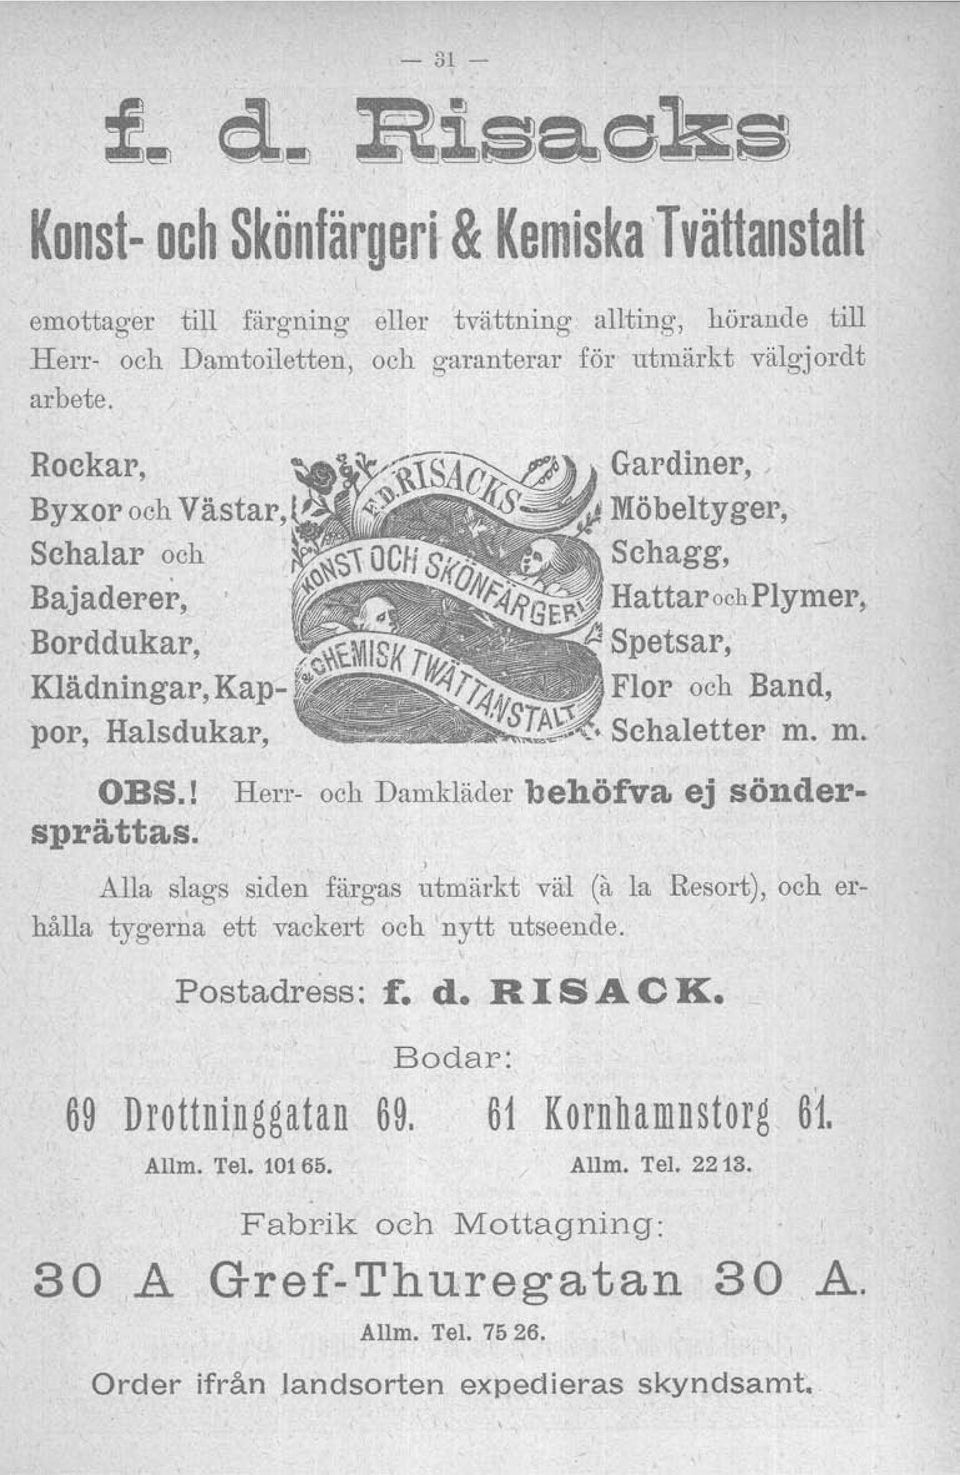 — 31 —
f. d. Risacks
Konst- och Skönfärgeri & Kemiska Tvättanstalt
emottager till färgning eller tvättning allting, hörande till
Herr- och Damtoiletten, och garanterar för utmärkt välgjordt
arbete.
Rockar,
Byxor och Västar,
Schalar och
Bajaderer,
Borddukar,
Klädningar, Kap-
por, Halsdukar,
F.D. RISACKS
KONST OCH SKÖNFÄRGERI
& CHEMISK TWÄTTANSTALT
Gardiner,
Möbeltyger,
Schagg,
Hattar och Plymer,
Spetsar,
Flor och Band,
Schaletter m. m.
OBS.! Herr- och Damkläder behöfva ej sönder-
sprättas.
Alla slags siden färgas utmärkt väl (à la Resort), och er-
hålla tygerna ett vackert och nytt utseende.
Postadress: f. d. RISACK.
Bodar:
69 Drottninggatan 69. 61 Kornhamnstorg 61.
Allm. Tel. 101 65. Allm. Tel. 22 13.
Fabrik och Mottagning:
30 A Gref-Thuregatan 30 A.
Allm. Tel. 75 26.
Order ifrån landsorten expedieras skyndsamt.